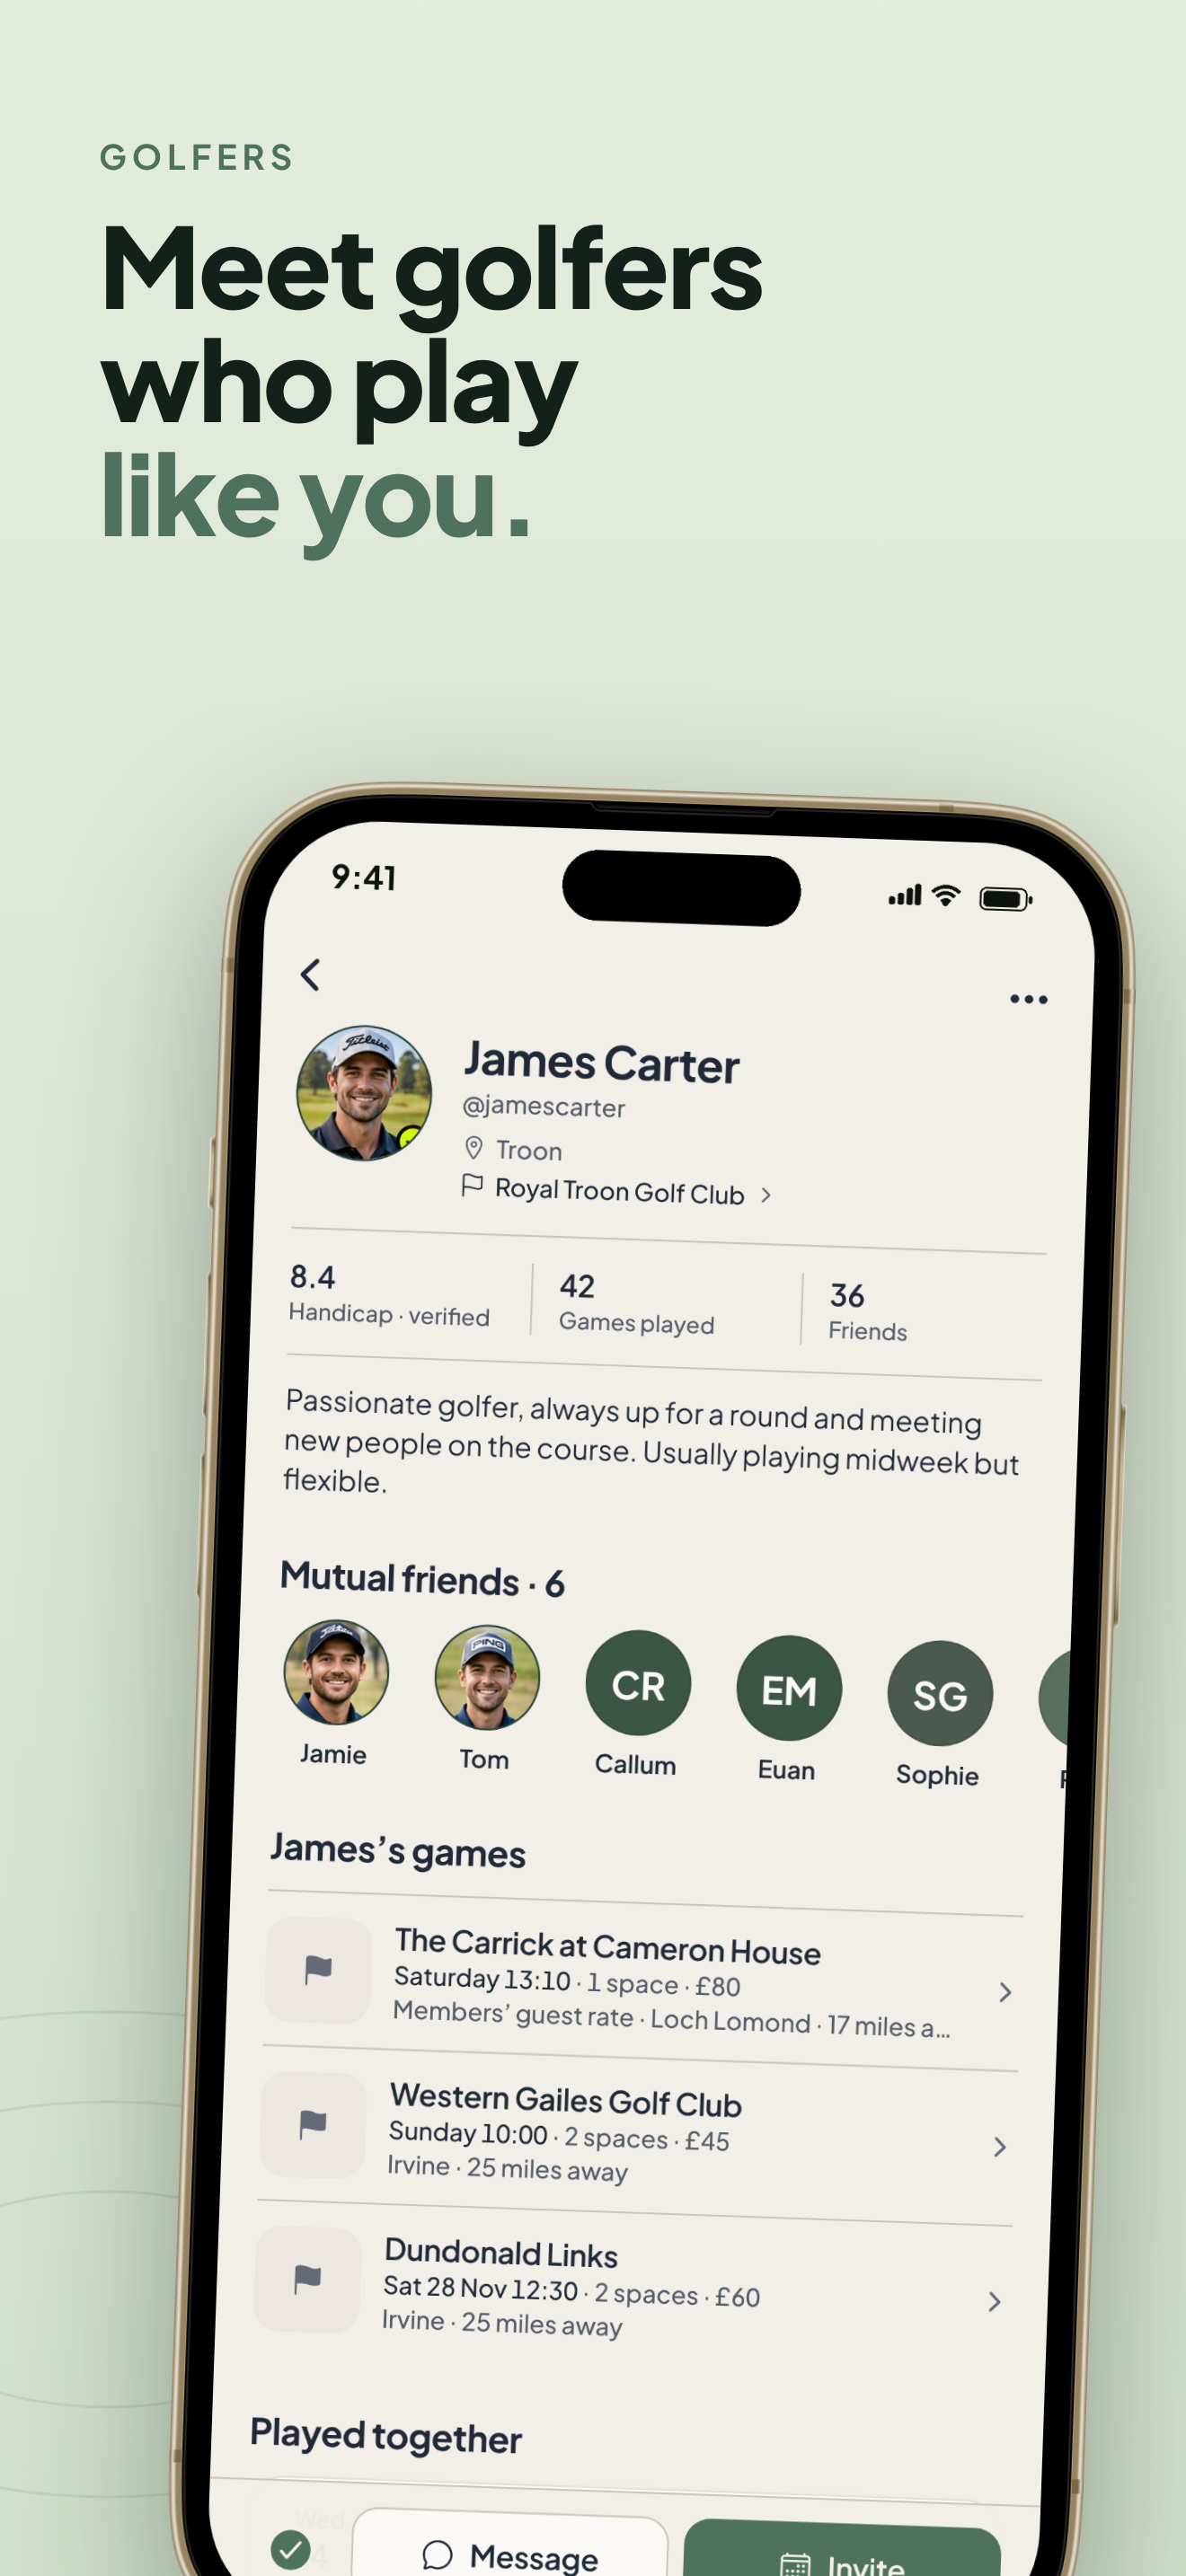 GOLFERS
Meet golfers
who play
like you.
9:41
James Carter
@jamescarter
Troon
Royal Troon Golf Club
8.4
Handicap · verified
42
Games played
36
Friends
Passionate golfer, always up for a round and meeting
new people on the course. Usually playing midweek but
flexible.
Mutual friends · 6
Titleist
PING
CR
EM
SG
Jamie
Tom
Callum
Euan
Sophie
James’s games
The Carrick at Cameron House
Saturday 13:10 · 1 space · £80
Members’ guest rate · Loch Lomond · 17 miles a...
Western Gailes Golf Club
Sunday 10:00 · 2 spaces · £45
Irvine · 25 miles away
Dundonald Links
Sat 28 Nov 12:30 · 2 spaces · £60
Irvine · 25 miles away
Played together
Wed
4
Message
Invite